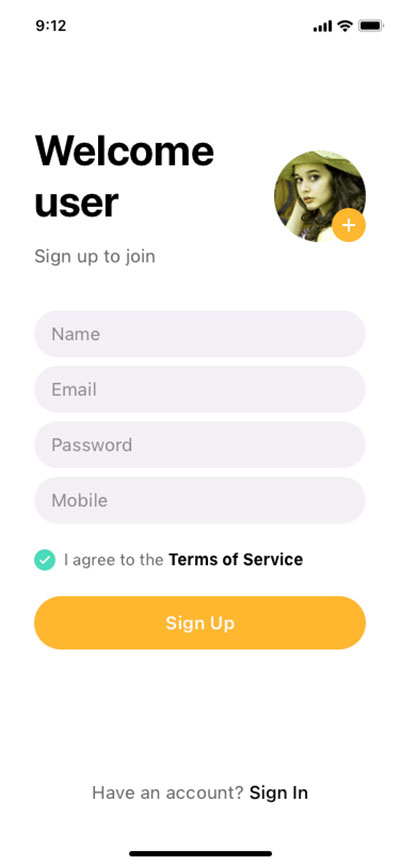 9:12
Welcome
user
Sign up to join
Name
Email
Password
Mobile
I agree to the Terms of Service
Sign Up
Have an account? Sign In